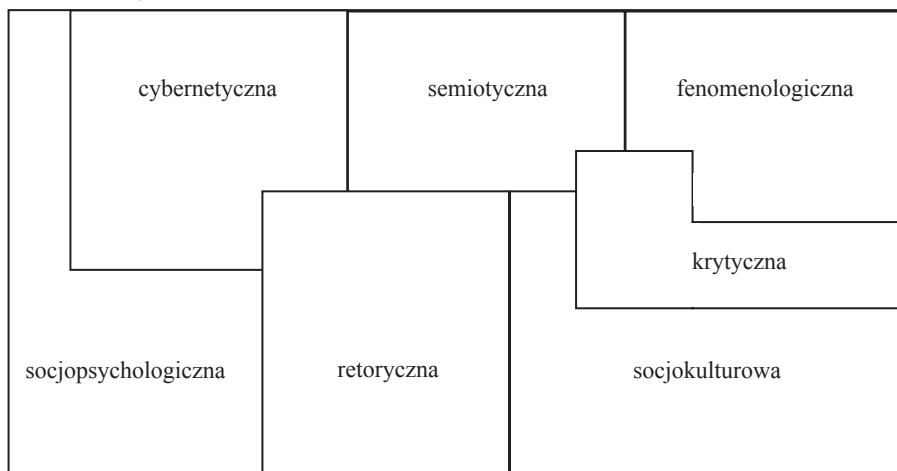 cybernetyczna semiotyczna fenomenologiczna
krytyczna
socjopsychologiczna retoryczna socjokulturowa